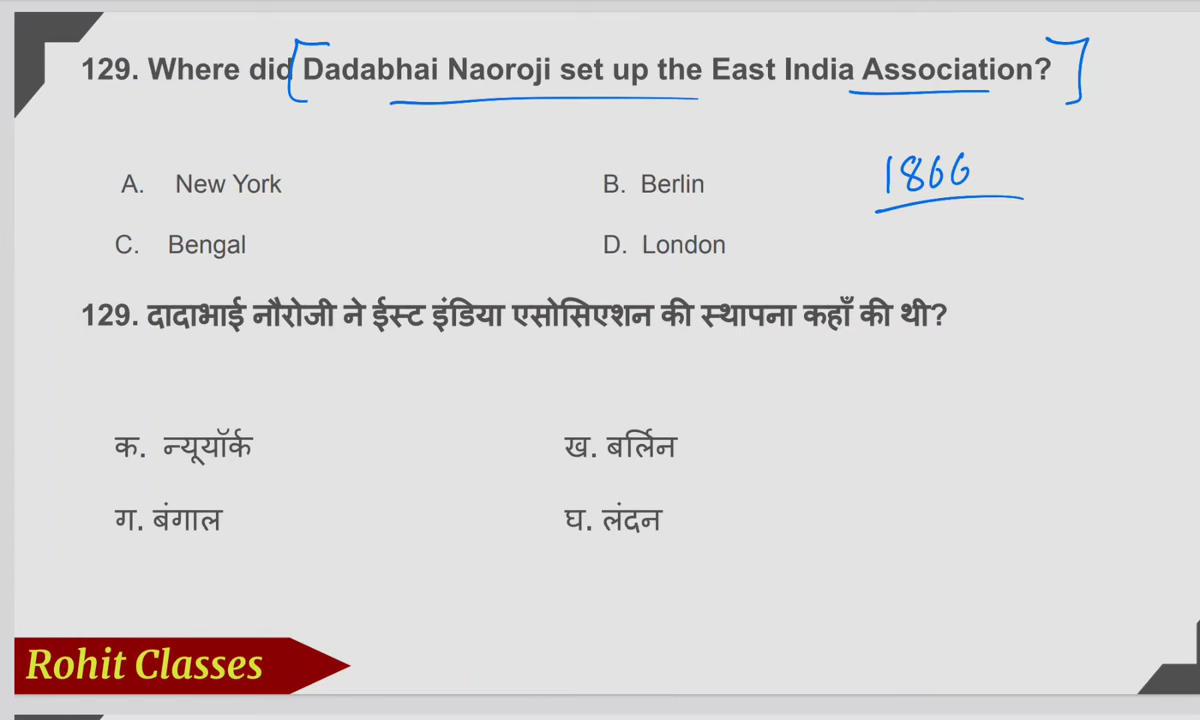 129. Where did Dadabhai Naoroji set up the East India Association?
1866
A. New York
B. Berlin
C. Bengal
D. London
129. दादाभाई नौरोजी ने ईस्ट इंडिया एसोसिएशन की स्थापना कहाँ की थी?
क. न्यूयॉर्क
ख. बर्लिन
ग. बंगाल
घ. लंदन
Rohit Classes